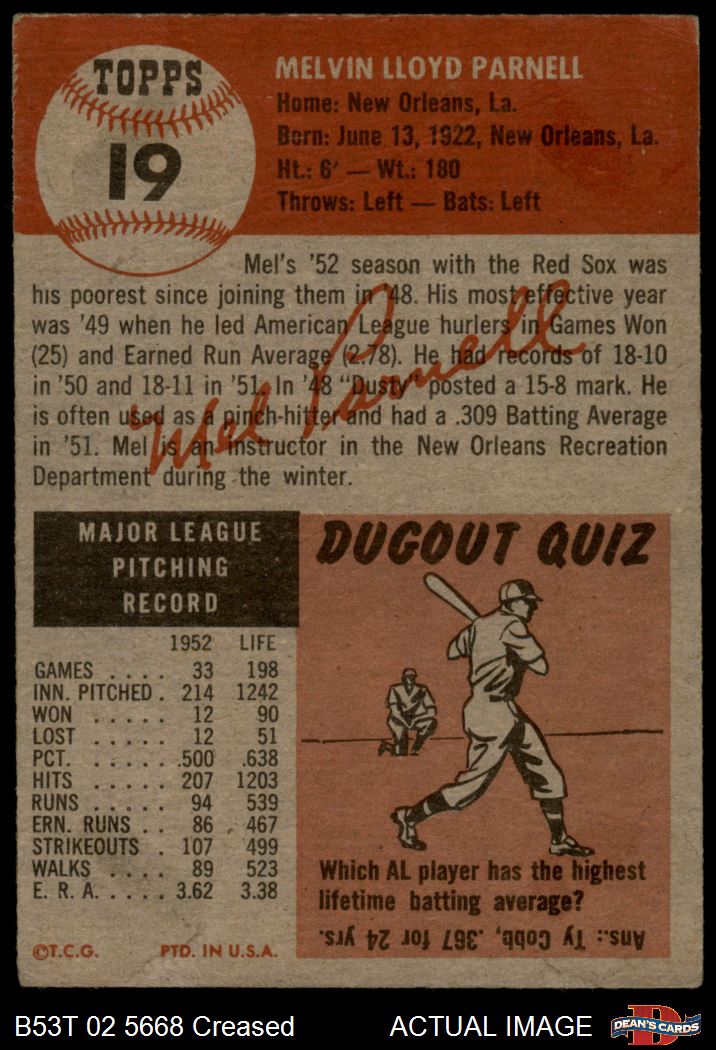 TOPPS
19
MELVIN LLOYD PARNELL
Home: New Orleans, La.
Born: June 13, 1922, New Orleans, La.
Ht.: 6' — Wt.: 180
Throws: Left — Bats: Left
Mel's '52 season with the Red Sox was
his poorest since joining them in '48. His most effective year
was '49 when he led American League hurlers in Games Won
(25) and Earned Run Average (2.78). He had records of 18-10
in '50 and 18-11 in '51. In '48 "Dusty" posted a 15-8 mark. He
is often used as a pinch-hitter and had a .309 Batting Average
in '51. Mel is an instructor in the New Orleans Recreation
Department during the winter.
Mel Parnell
MAJOR LEAGUE
PITCHING
RECORD
1952 LIFE
GAMES . . . . 33 198
INN. PITCHED . 214 1242
WON . . . . . 12 90
LOST . . . . . 12 51
PCT. . . . . . .500 .638
HITS . . . . . 207 1203
RUNS . . . . 94 539
ERN. RUNS . . 86 467
STRIKEOUTS . 107 499
WALKS . . . . 89 523
E. R. A. . . . . . 3.62 3.38
©T.C.G. PTD. IN U.S.A.
DUGOUT QUIZ
Which AL player has the highest
lifetime batting average?
Ans.: Ty Cobb, .367 for 24 yrs.
B53T 02 5668 Creased ACTUAL IMAGE
D
DEAN'S CARDS